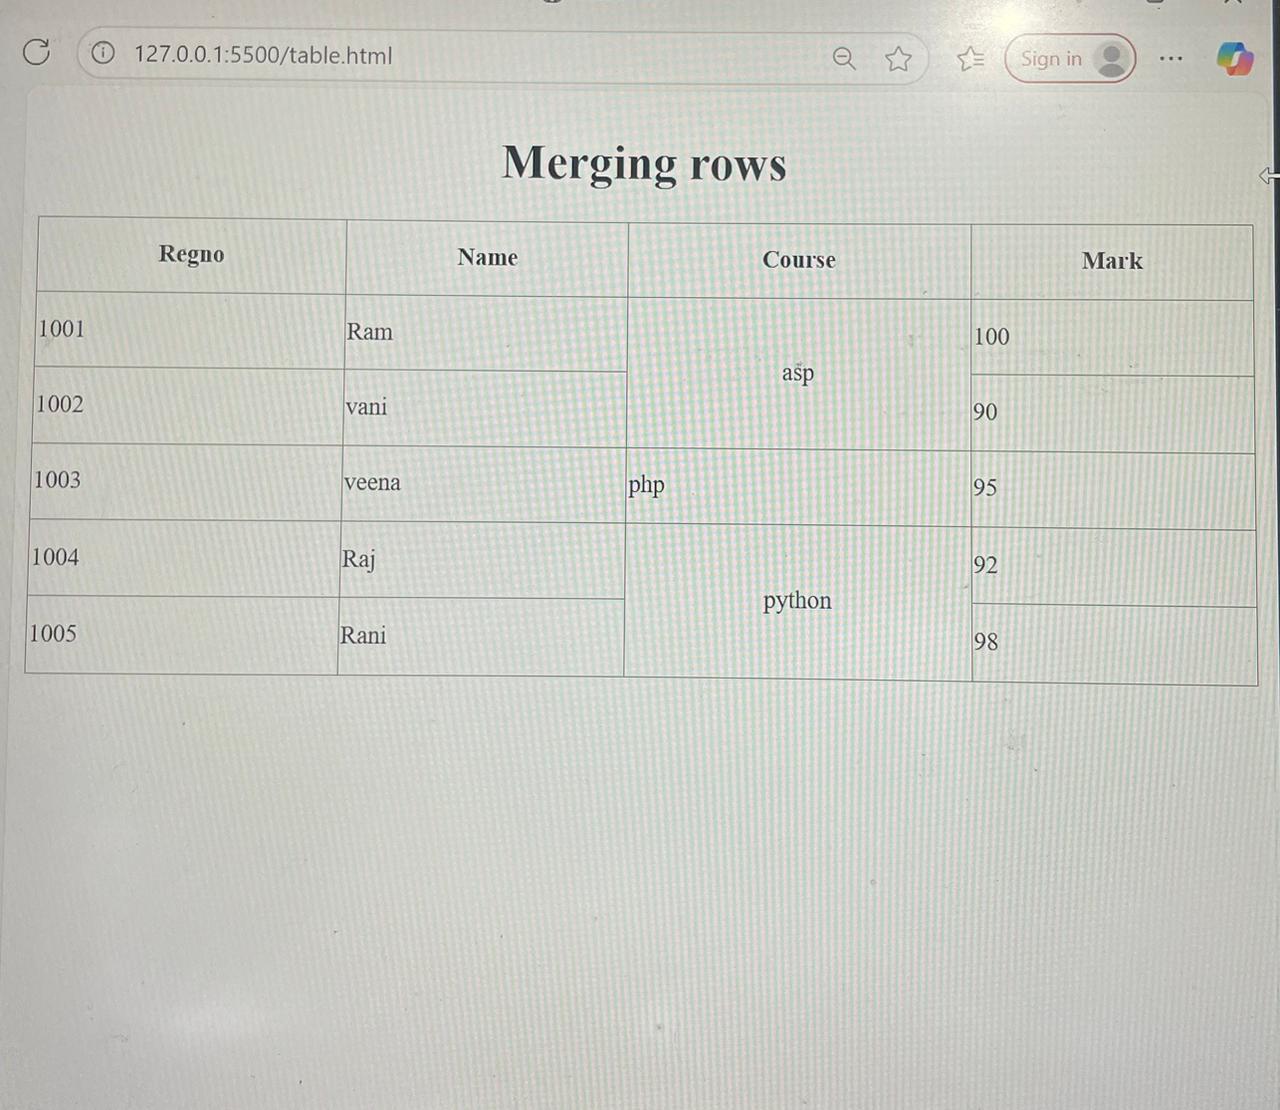 127.0.0.1:5500/table.html
Sign in
Merging rows
Regno Name Course Mark
1001 Ram asp 100
1002 vani 90
1003 veena php 95
1004 Raj python 92
1005 Rani 98